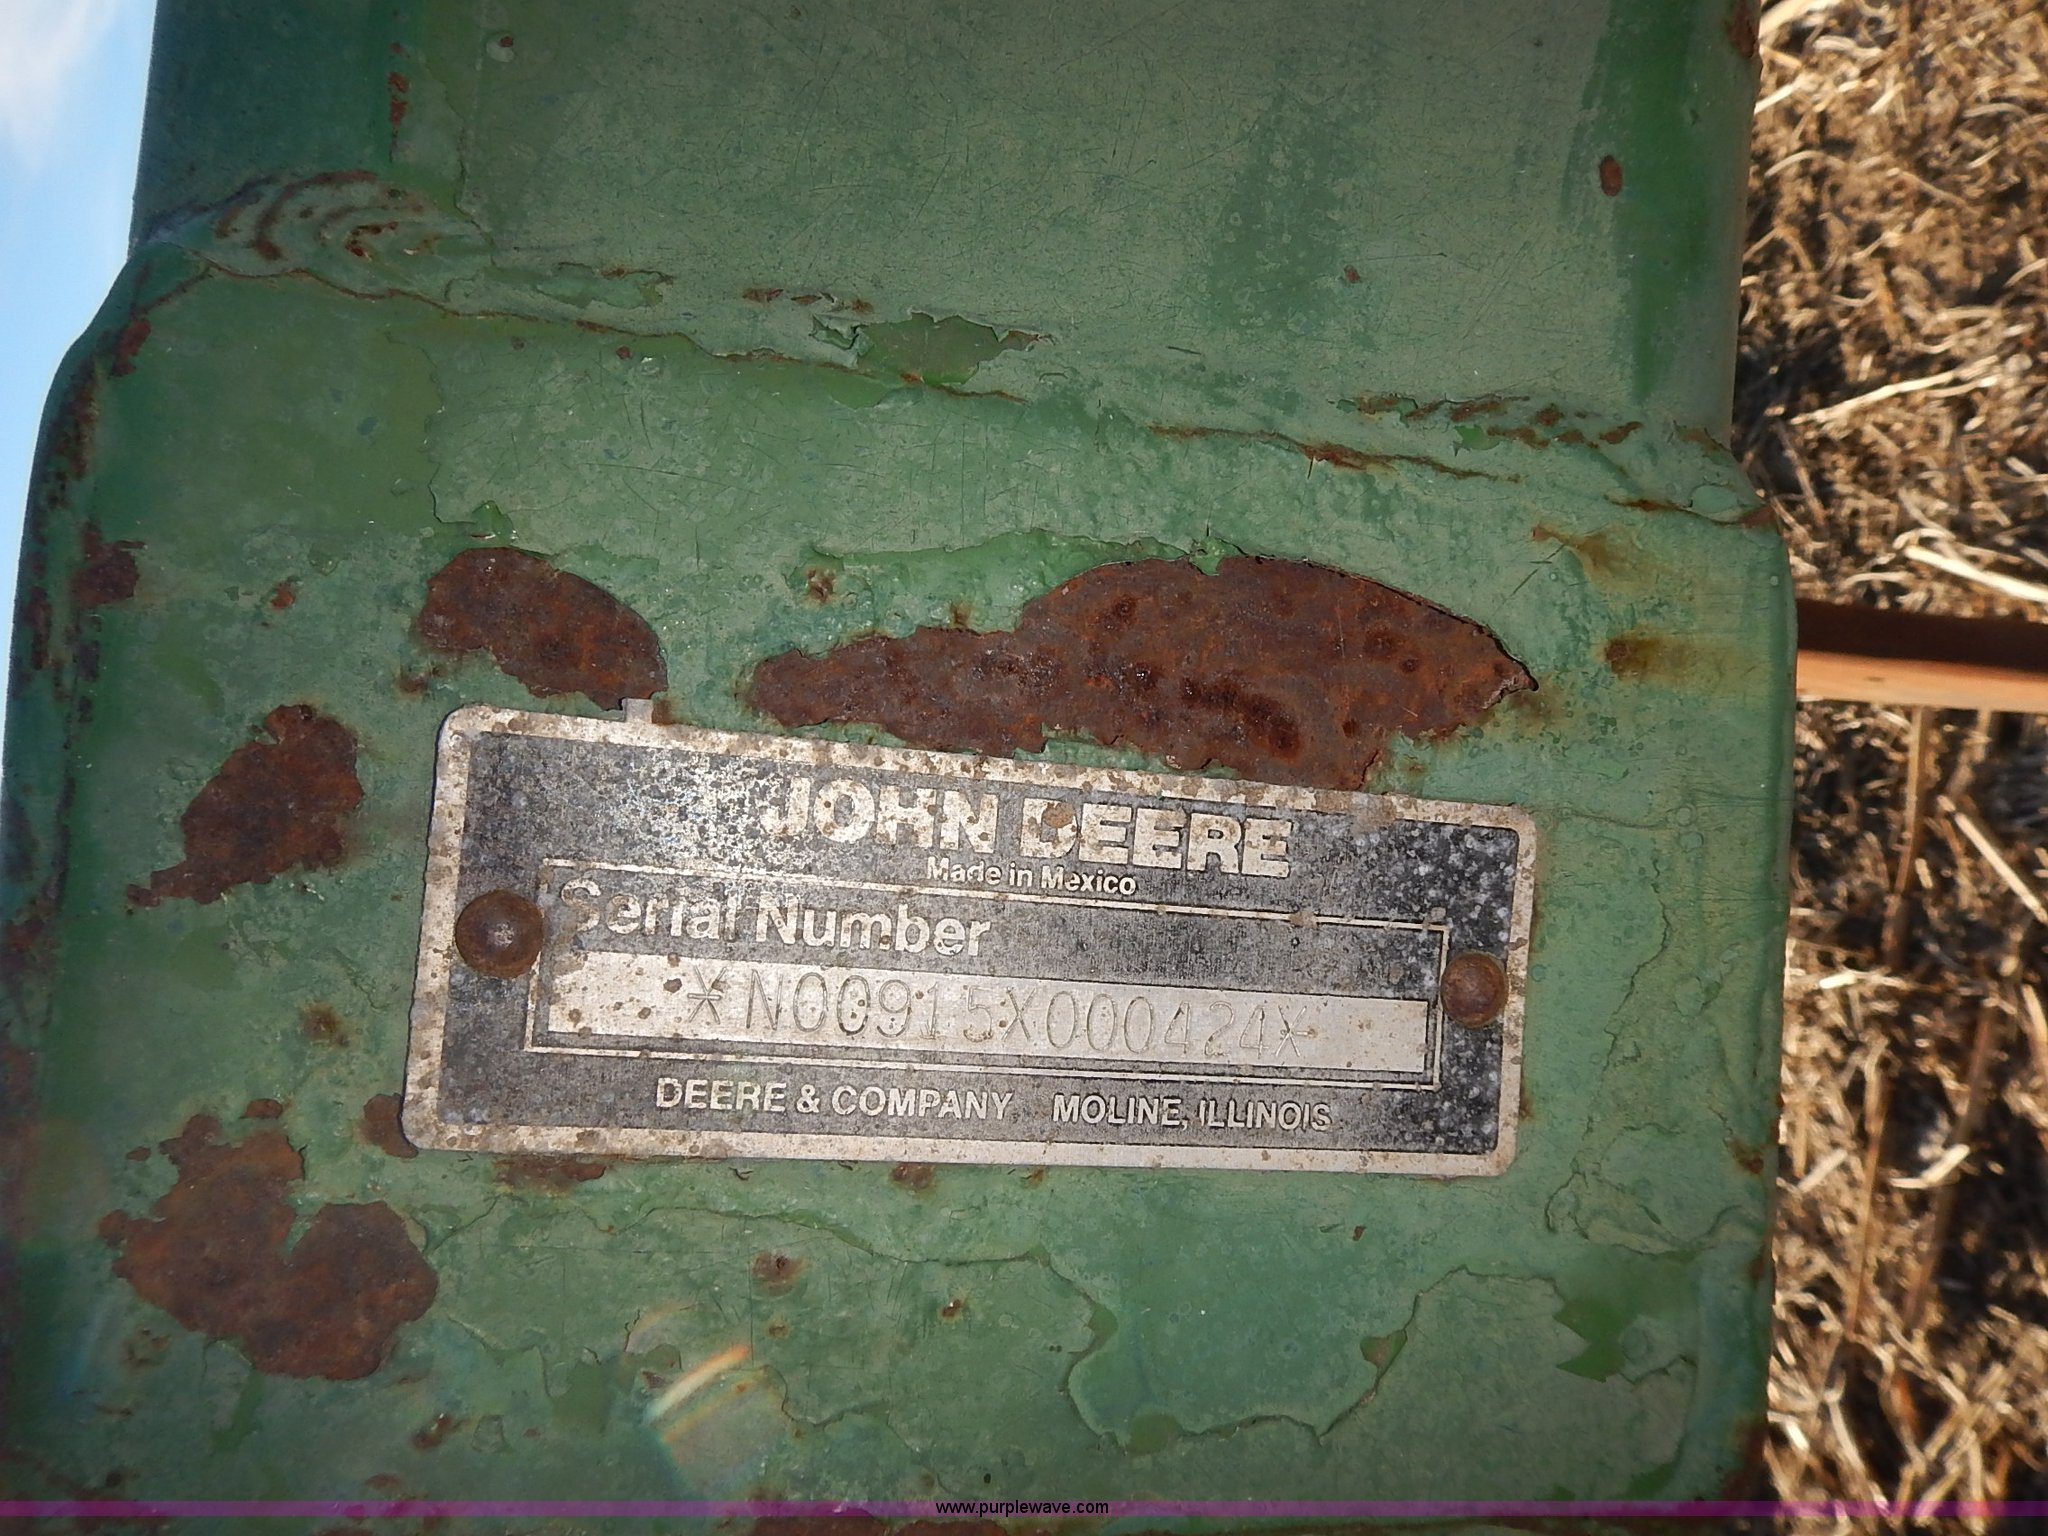 JOHN DEERE
Made in Mexico
Serial Number
*N00915X000424*
DEERE & COMPANY MOLINE, ILLINOIS
www.purplewave.com